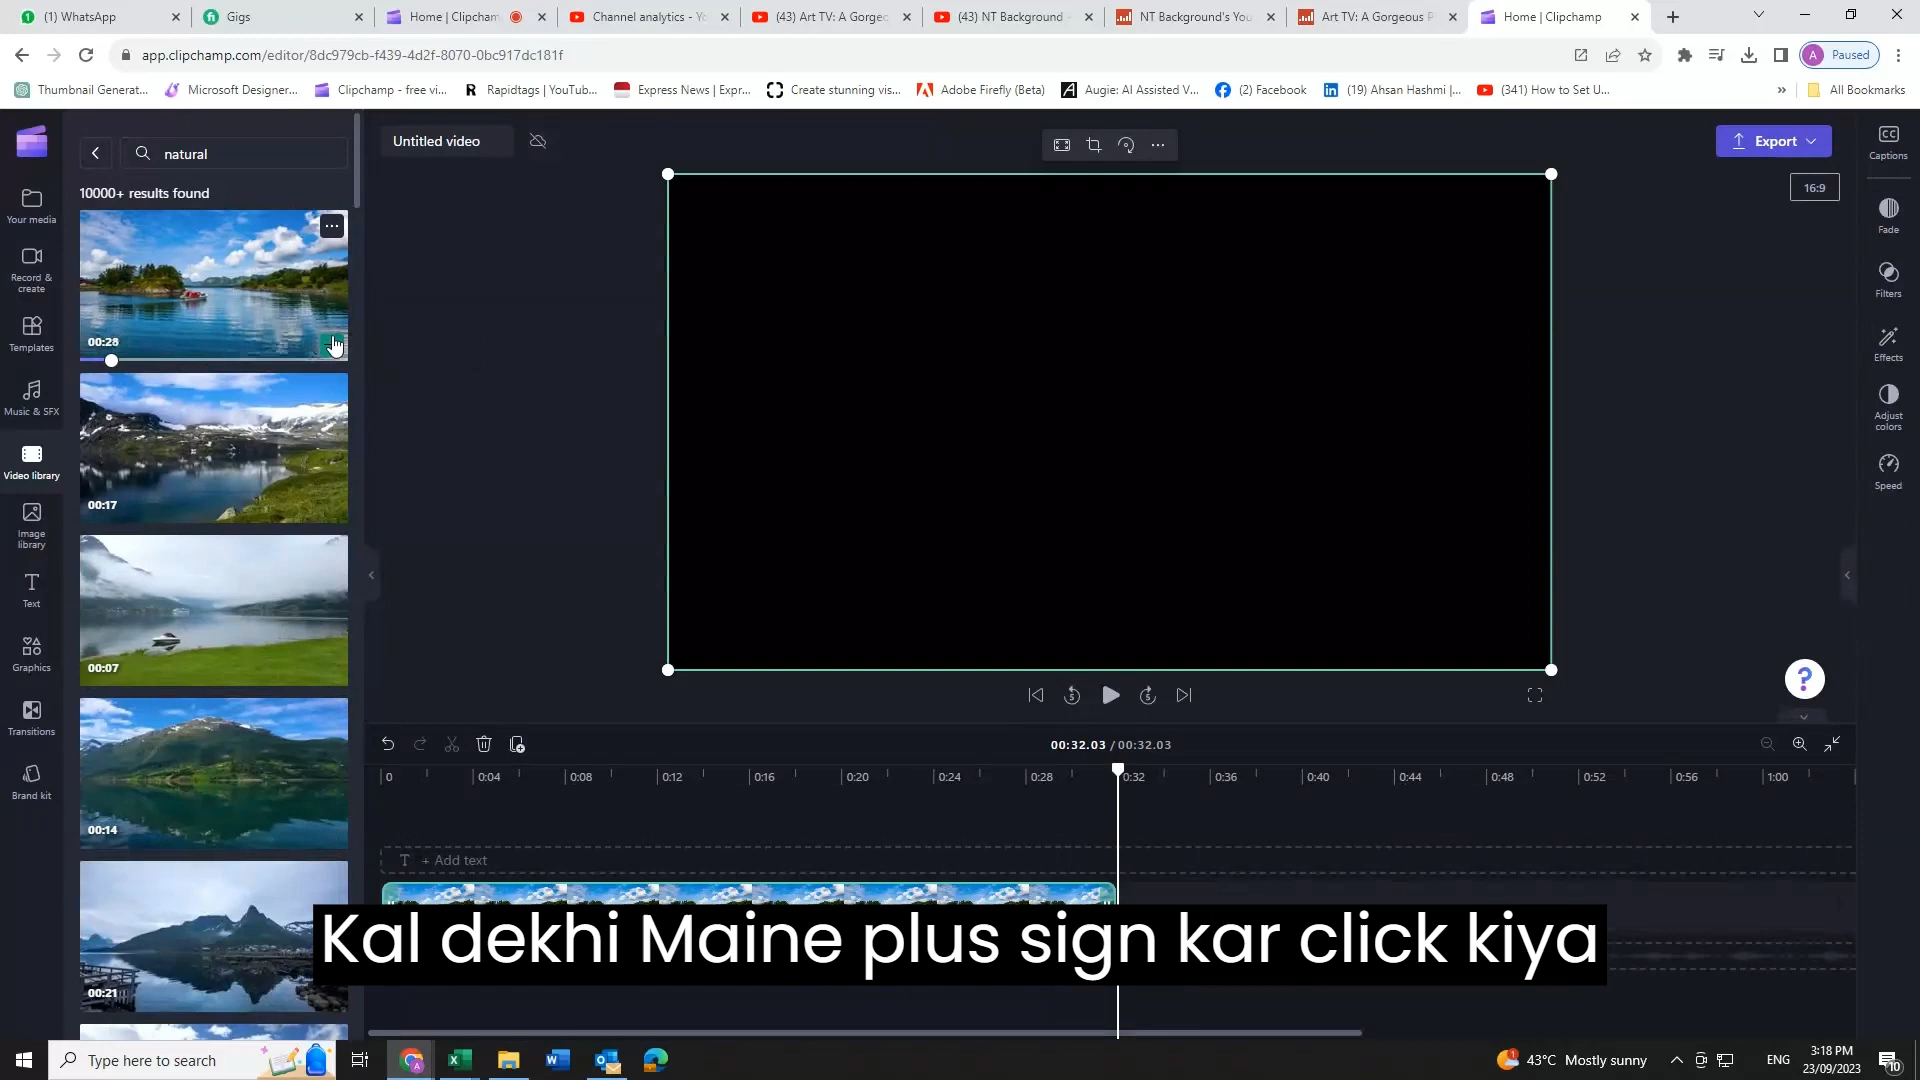 (1) WhatsApp
Gigs
Home | Clipcham
Channel analytics - Yo
(43) Art TV: A Gorgeo
(43) NT Background -
NT Background's You
Art TV: A Gorgeous P
Home | Clipchamp
app.clipchamp.com/editor/8dc979cb-f439-4d2f-8070-0bc917dc181f
A Paused
Thumbnail Generat...
Microsoft Designer...
Clipchamp - free vi...
Rapidtags | YouTub...
Express News | Expr...
Create stunning vis...
Adobe Firefly (Beta)
Augie: AI Assisted V...
(2) Facebook
(19) Ahsan Hashmi |...
(341) How to Set U...
»
All Bookmarks
natural
10000+ results found
Untitled video
Export
16:9
CC
Captions
Your media
Record &
create
Templates
Music & SFX
Video library
Image
library
Text
Graphics
Transitions
Brand kit
Fade
Filters
Effects
Adjust
colors
Speed
00:28
00:17
00:07
00:14
00:21
5
5
?
00:32.03 / 00:32.03
0
0:04
0:08
0:12
0:16
0:20
0:24
0:28
0:32
0:36
0:40
0:44
0:48
0:52
0:56
1:00
T + Add text
Kal dekhi Maine plus sign kar click kiya
Type here to search
43°C Mostly sunny
ENG
3:18 PM
23/09/2023
10